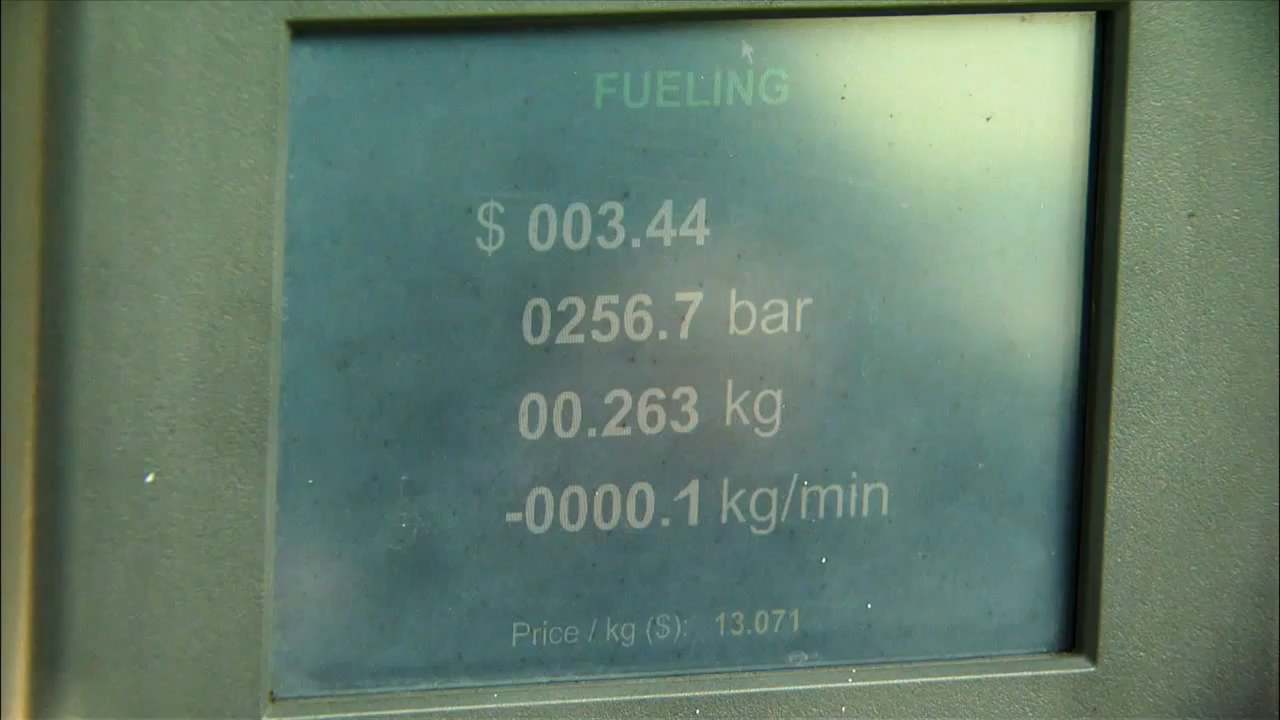 FUELING
$ 003.44
0256.7 bar
00.263 kg
-0000.1 kg/min
Price / kg ($): 13.071